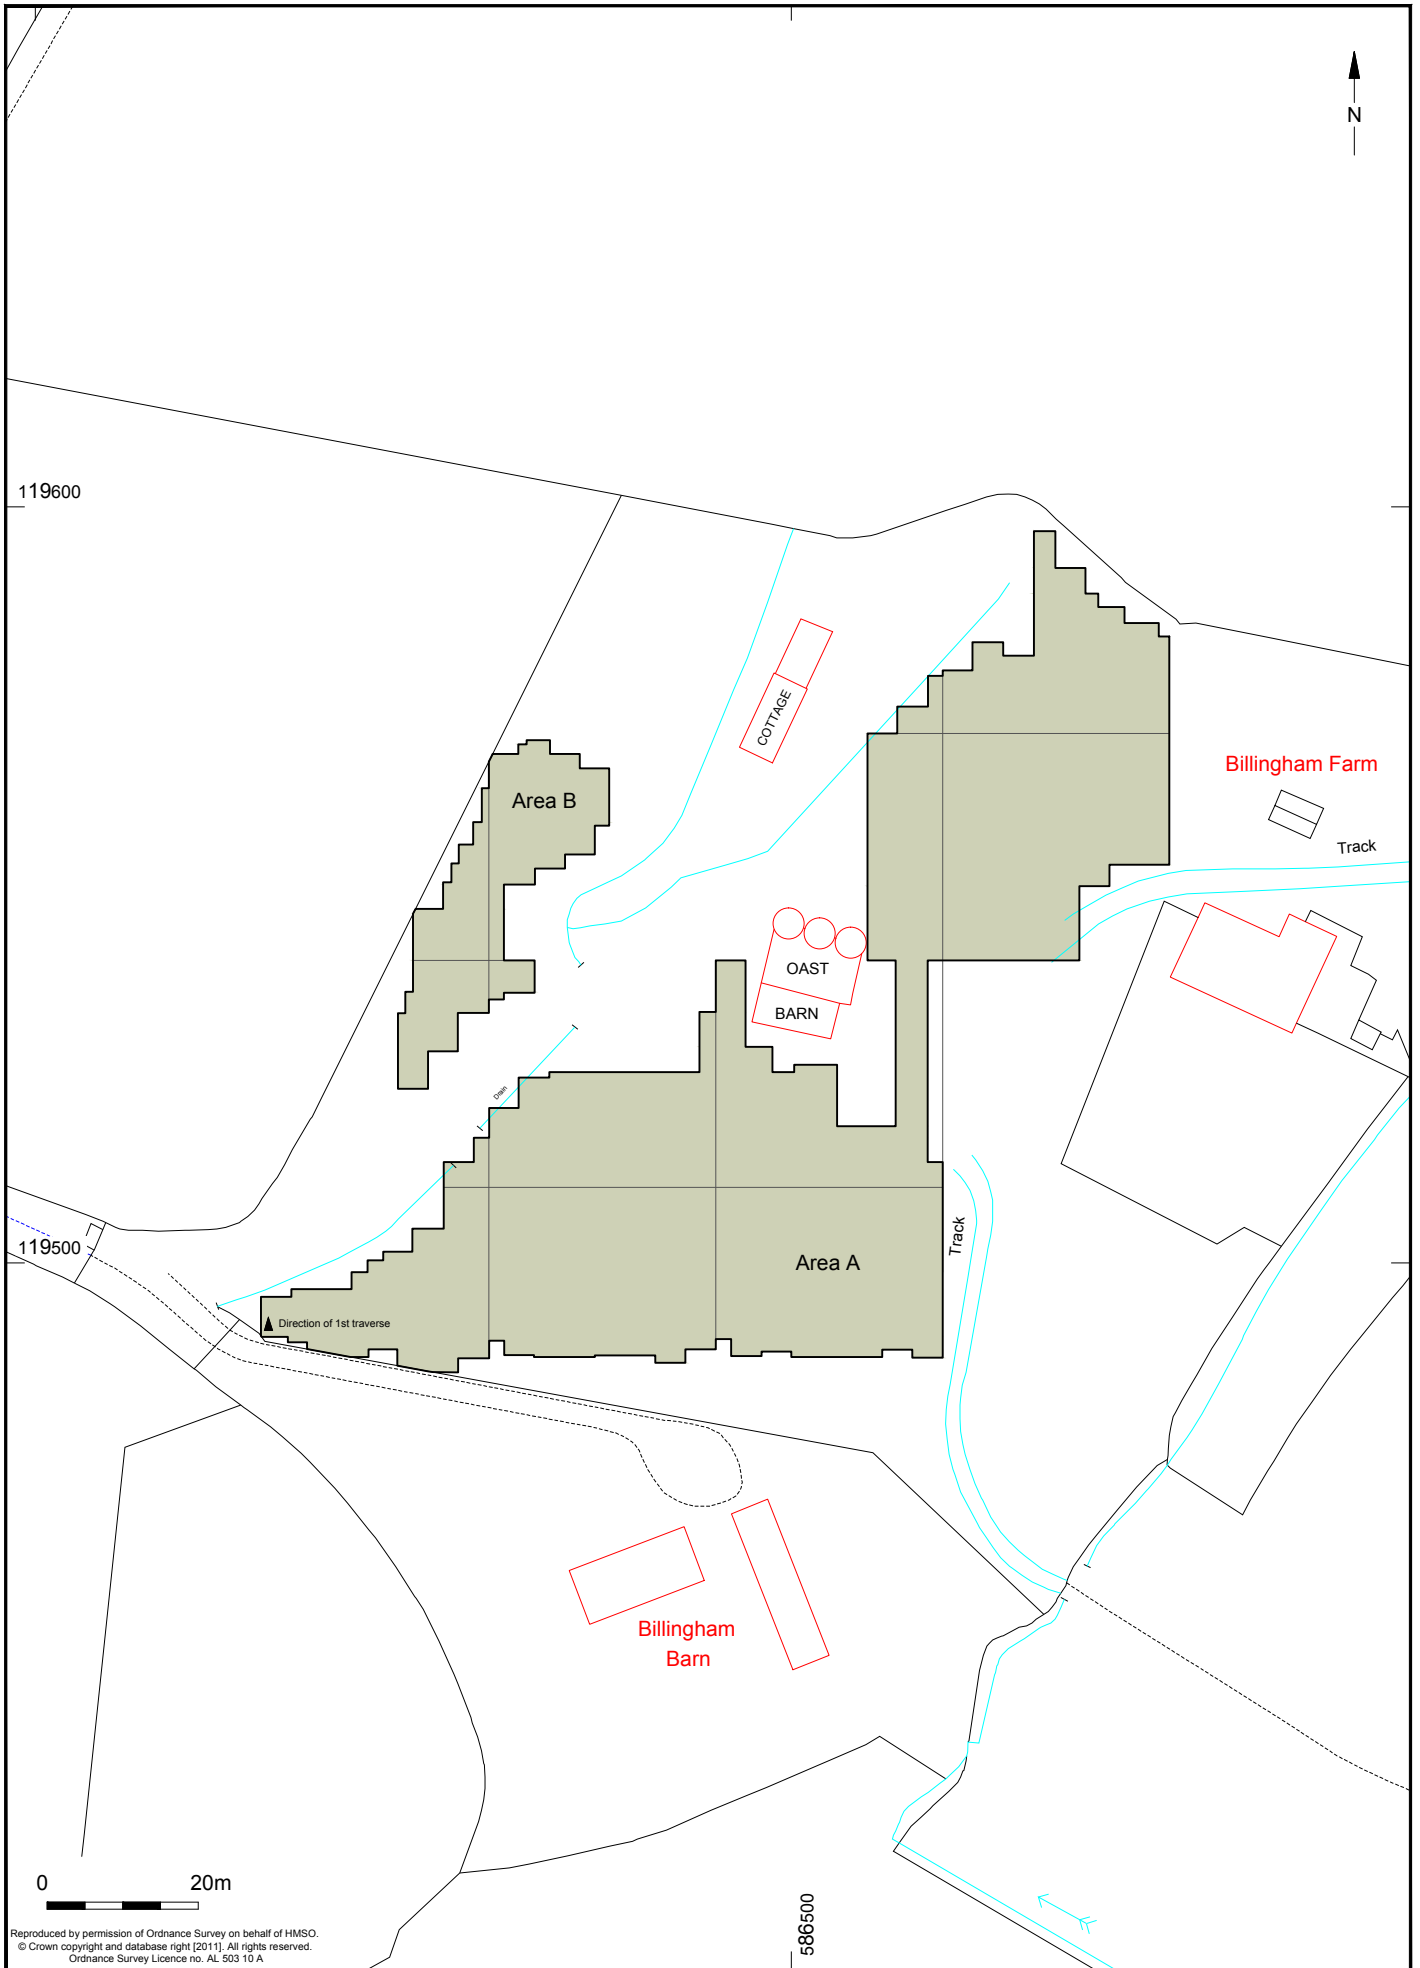 N
119600
COTTAGE
Billingham Farm
Area B
Track
OAST
BARN
Drain
Track
119500
Area A
Direction of 1st traverse
Billingham
Barn
0 20m
586500
Reproduced by permission of Ordnance Survey on behalf of HMSO.
© Crown copyright and database right [2011]. All rights reserved.
Ordnance Survey Licence no. AL 503 10 A